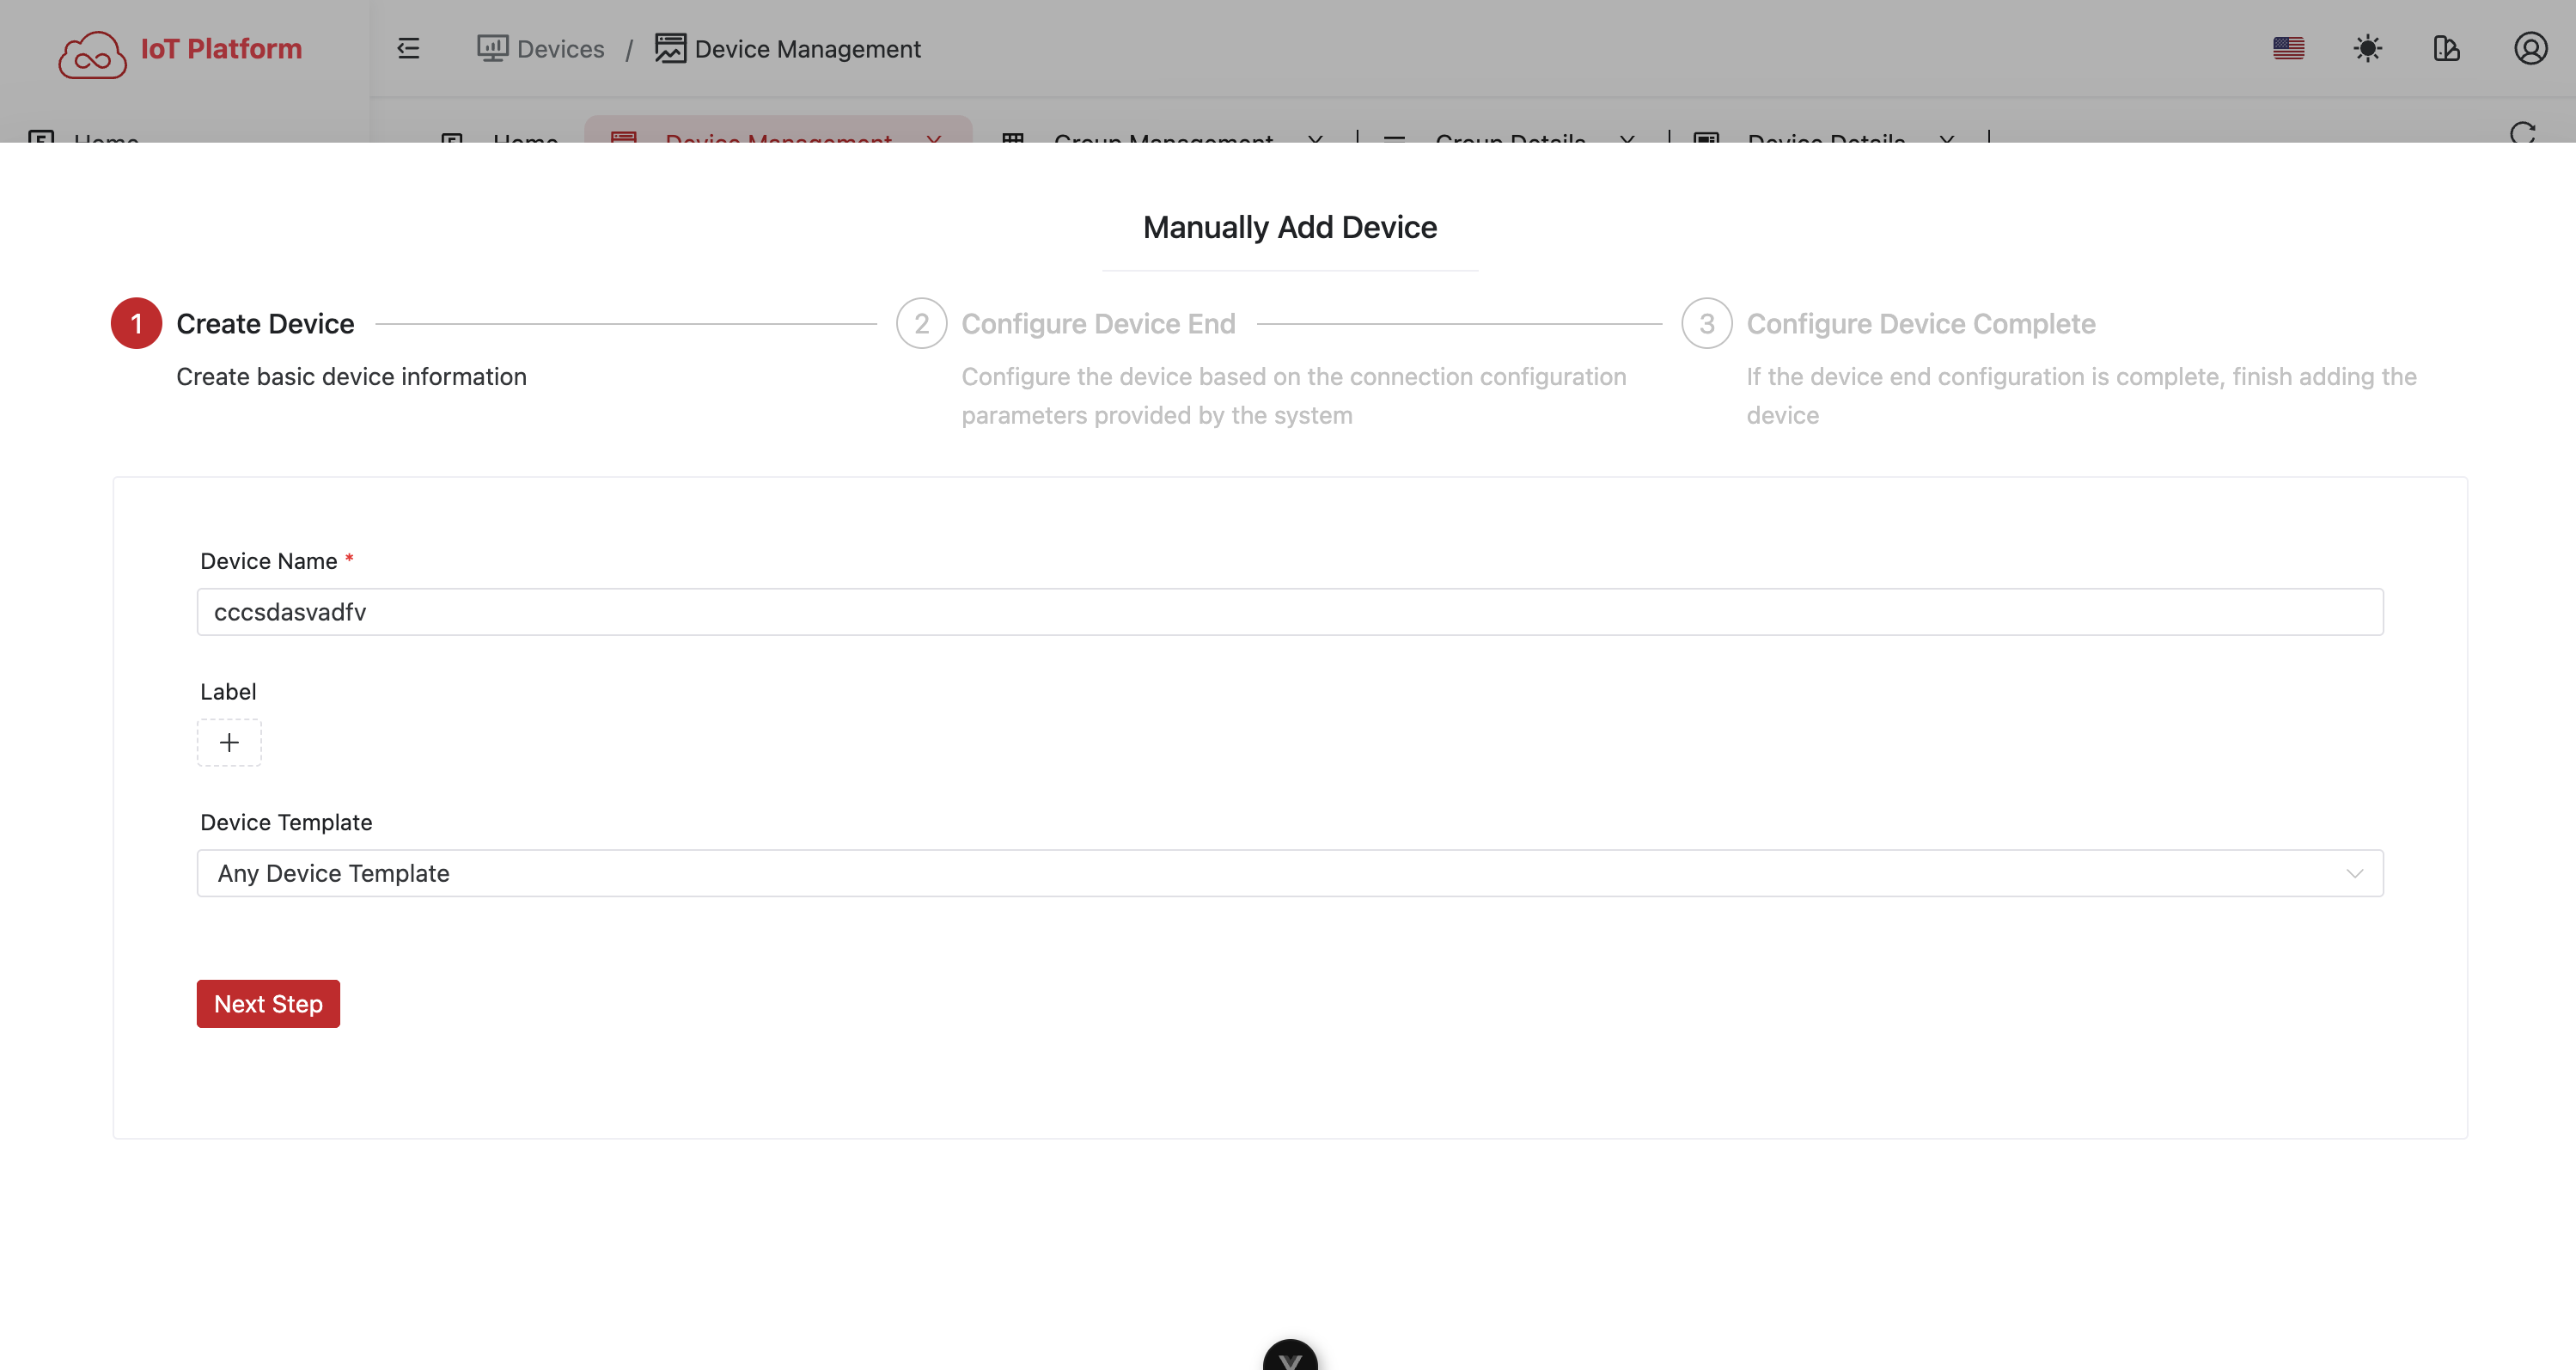 IoT Platform
Devices / Device Management
Home
Home Device Management Group Management Group Details Device Details
Manually Add Device
1 Create Device
2 Configure Device End
3 Configure Device Complete
Create basic device information
Configure the device based on the connection configuration
parameters provided by the system
If the device end configuration is complete, finish adding the
device
Device Name *
cccsdasvadfv
Label
Device Template
Any Device Template
Next Step